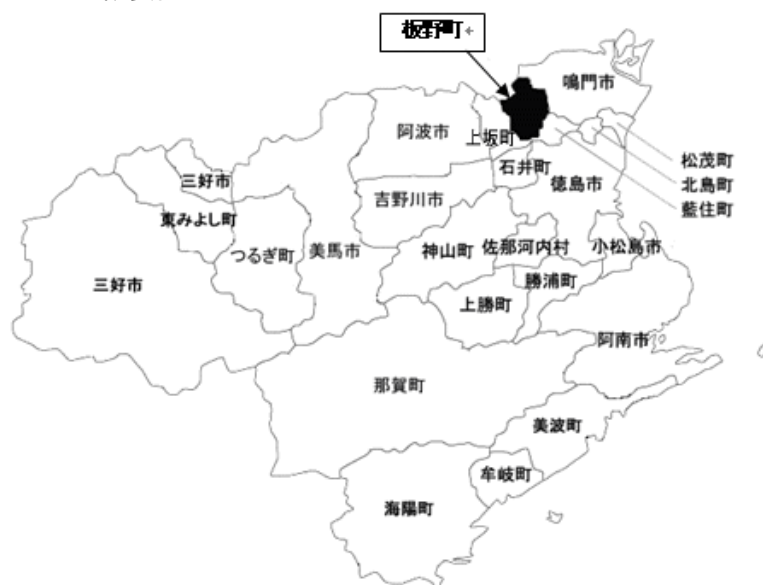 板野町
鳴門市
阿波市
上坂町
松茂町
石井町
三好市
北島町
徳島市
吉野川市
藍住町
東みよし町
つるぎ町
美馬市
神山町
佐那河内村
小松島市
三好市
勝浦町
上勝町
阿南市
那賀町
美波町
牟岐町
海陽町